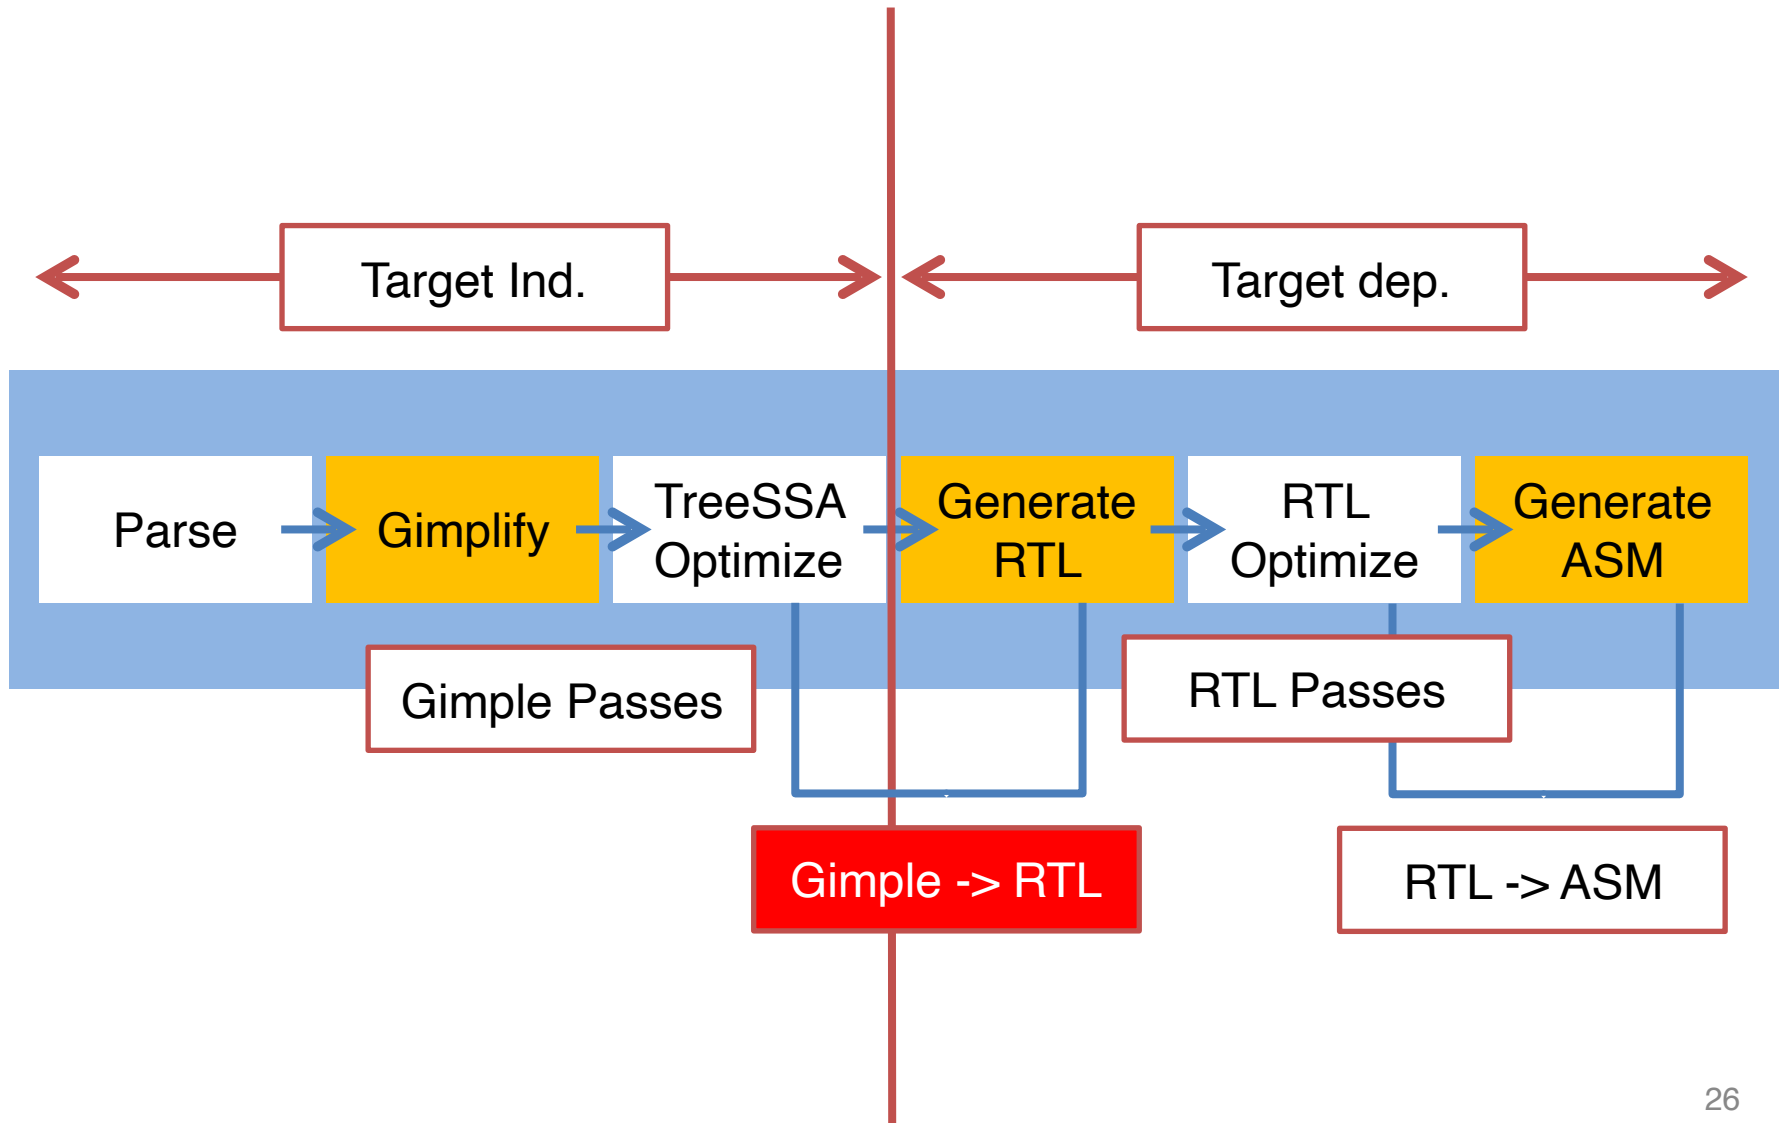 Target Ind.
Target dep.
Parse
Gimplify
TreeSSA
Optimize
Generate
RTL
RTL
Optimize
Generate
ASM
Gimple Passes
RTL Passes
Gimple -> RTL
RTL -> ASM
26